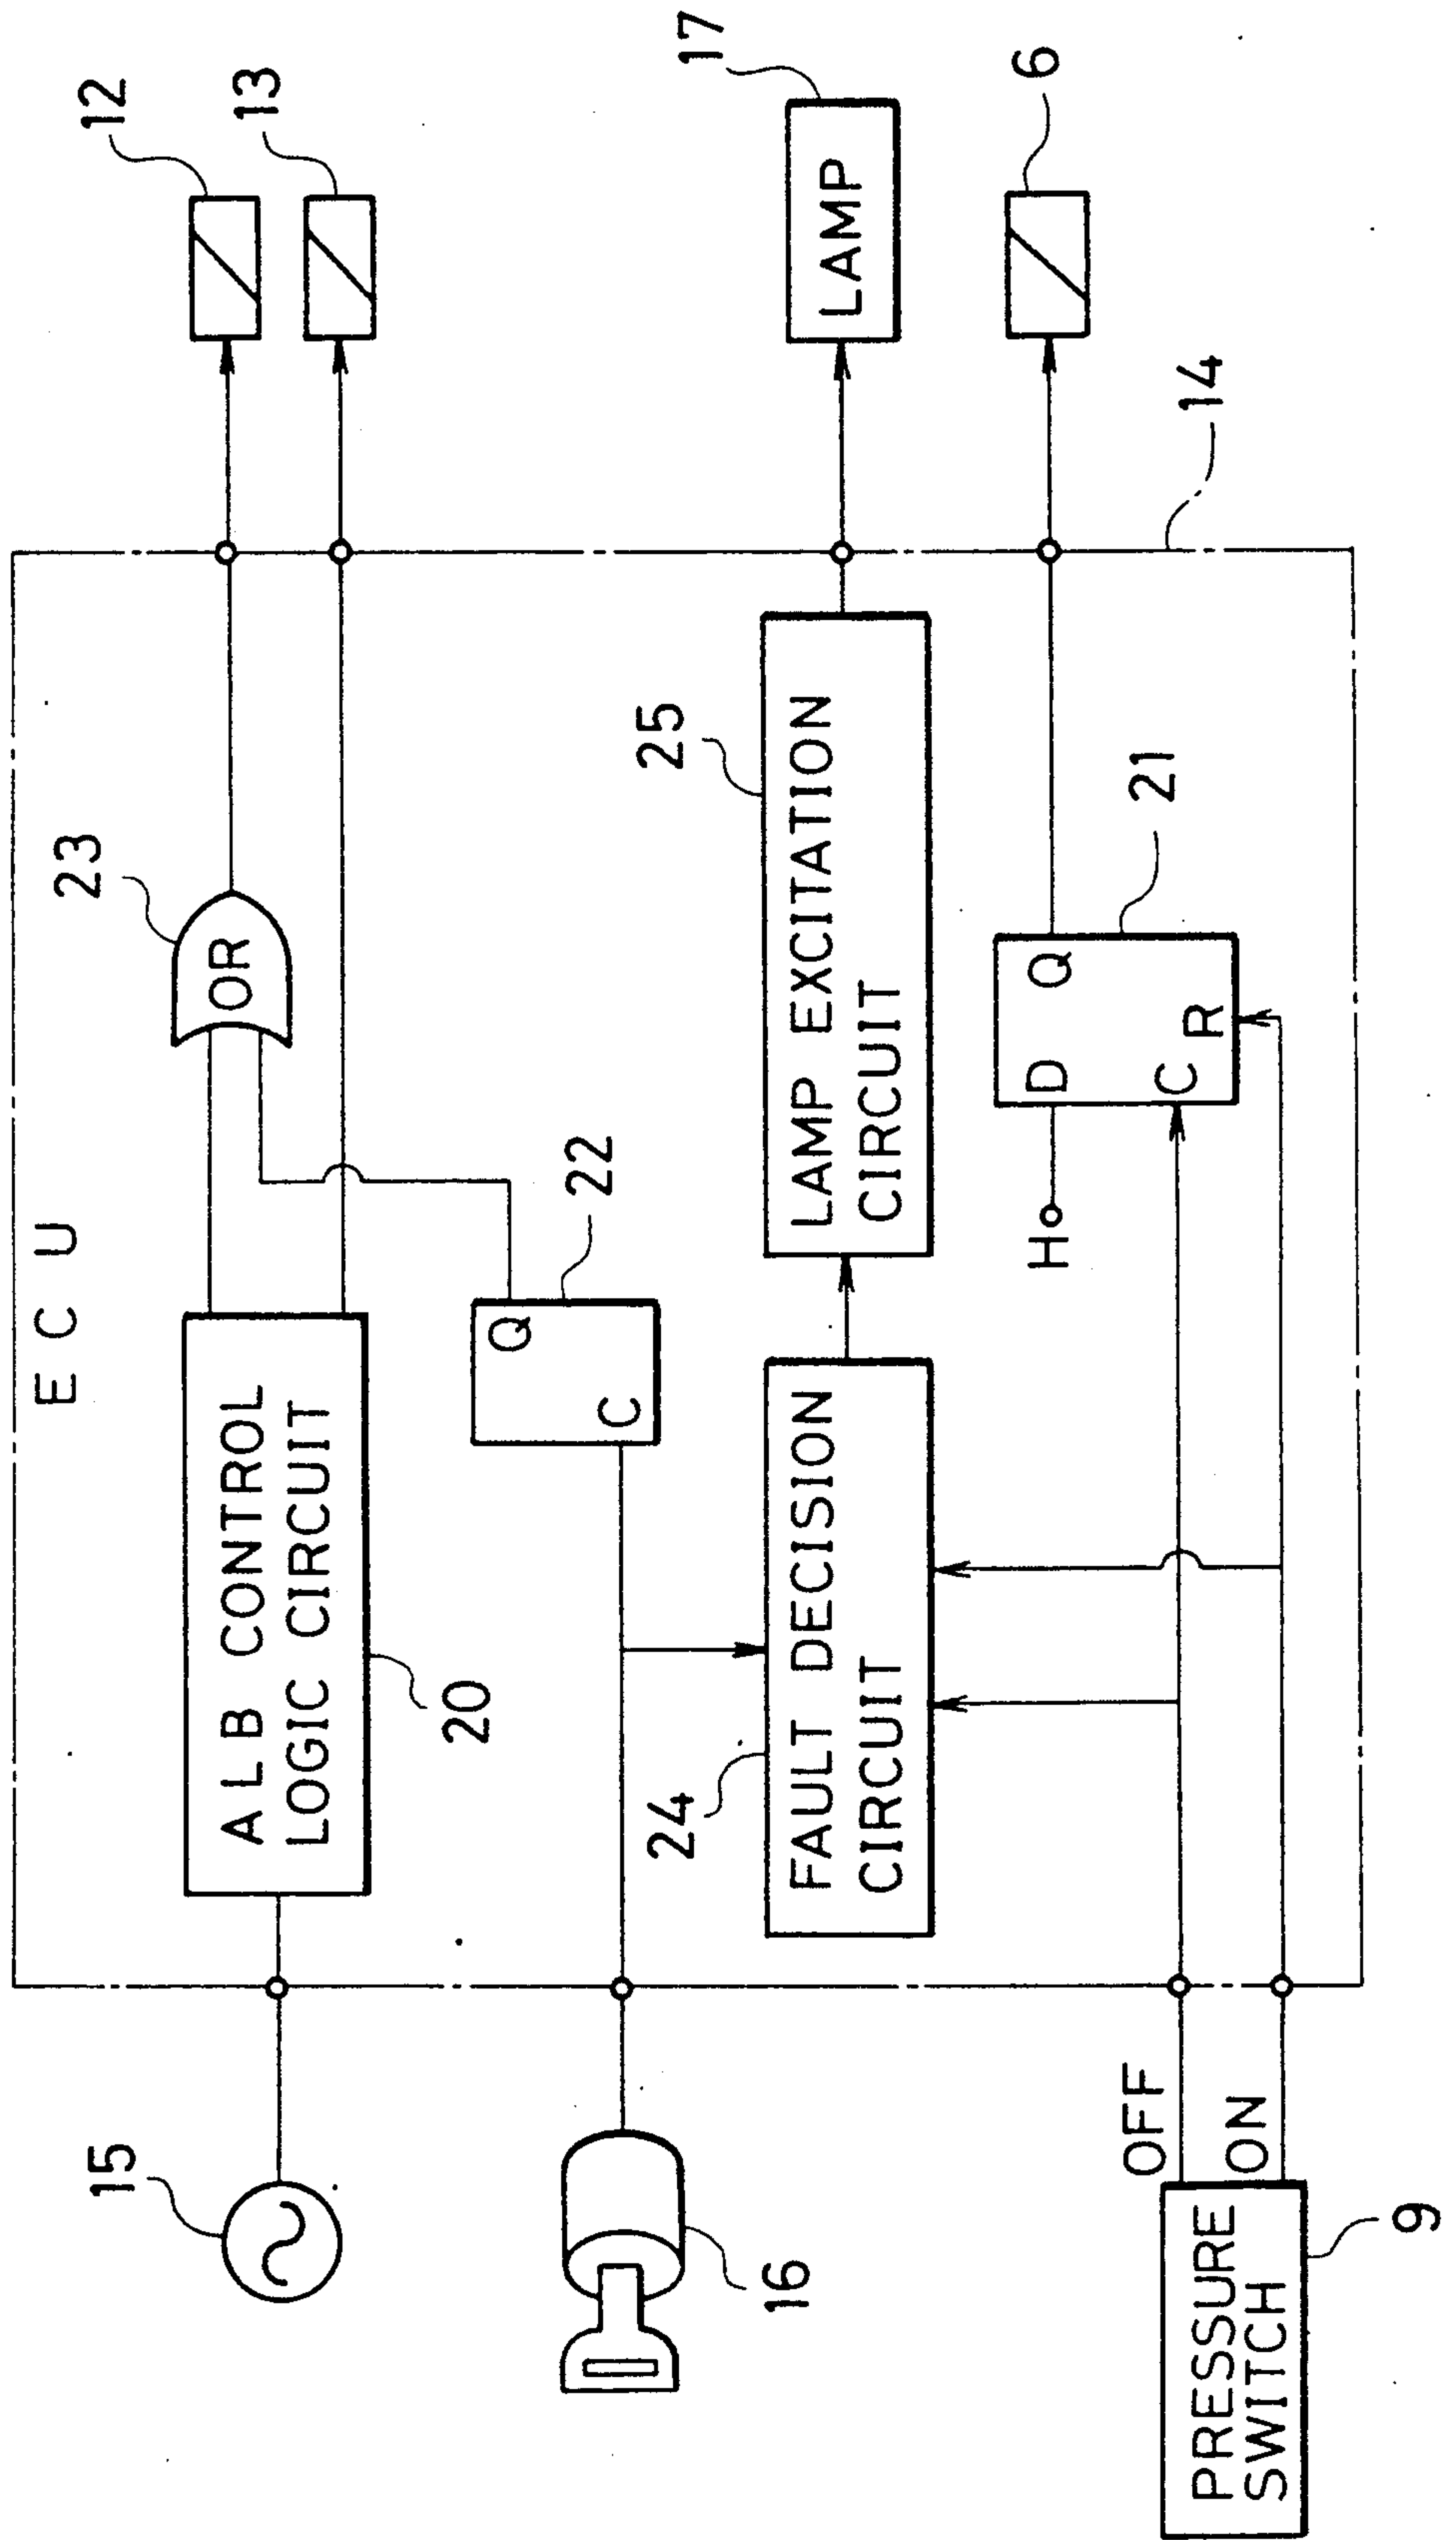 E C U
12
13
23
OR
A L B CONTROL
LOGIC CIRCUIT
20
15
22
Q
C
16
17
LAMP
25
LAMP EXCITATION
CIRCUIT
24
FAULT DECISION
CIRCUIT
6
14
21
D
Q
C
R
H
OFF
ON
PRESSURE
SWITCH
9